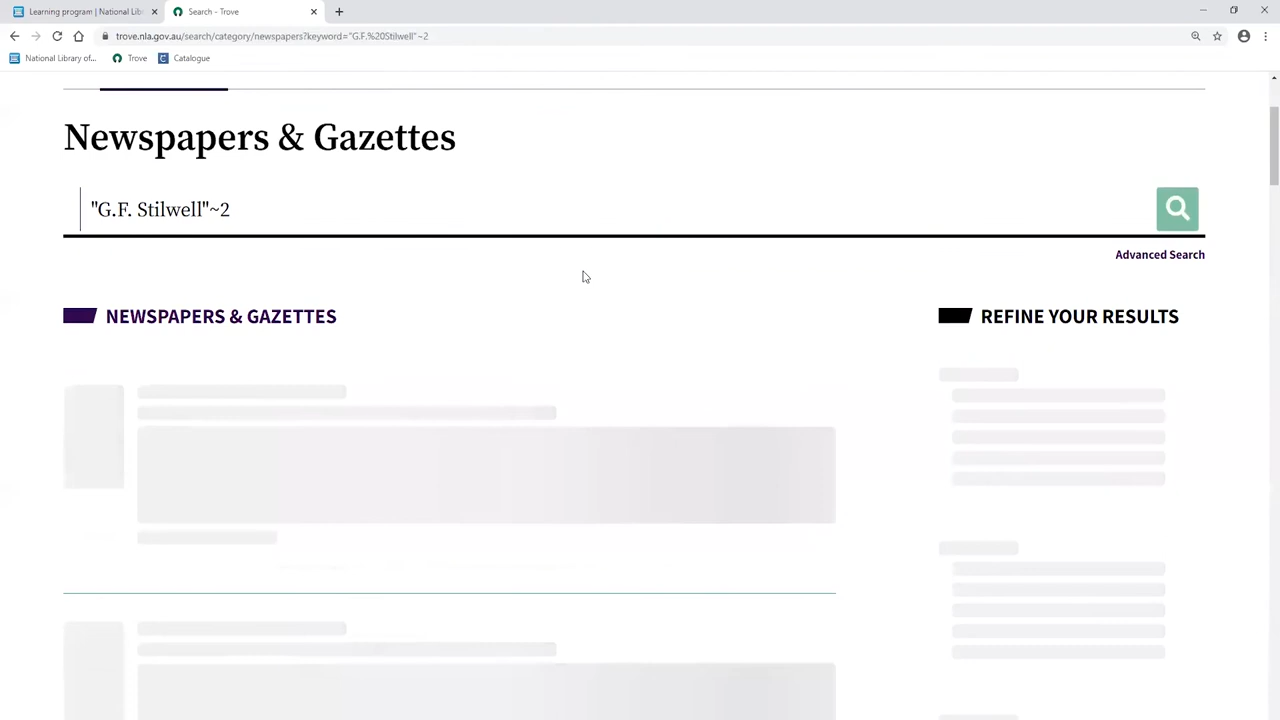 Learning program | National Lib
Search - Trove
trove.nla.gov.au/search/category/newspapers?keyword="G.F.%20Stilwell"~2
National Library of...
Trove
Catalogue
Newspapers & Gazettes
"G.F. Stilwell"~2
Advanced Search
NEWSPAPERS & GAZETTES
REFINE YOUR RESULTS